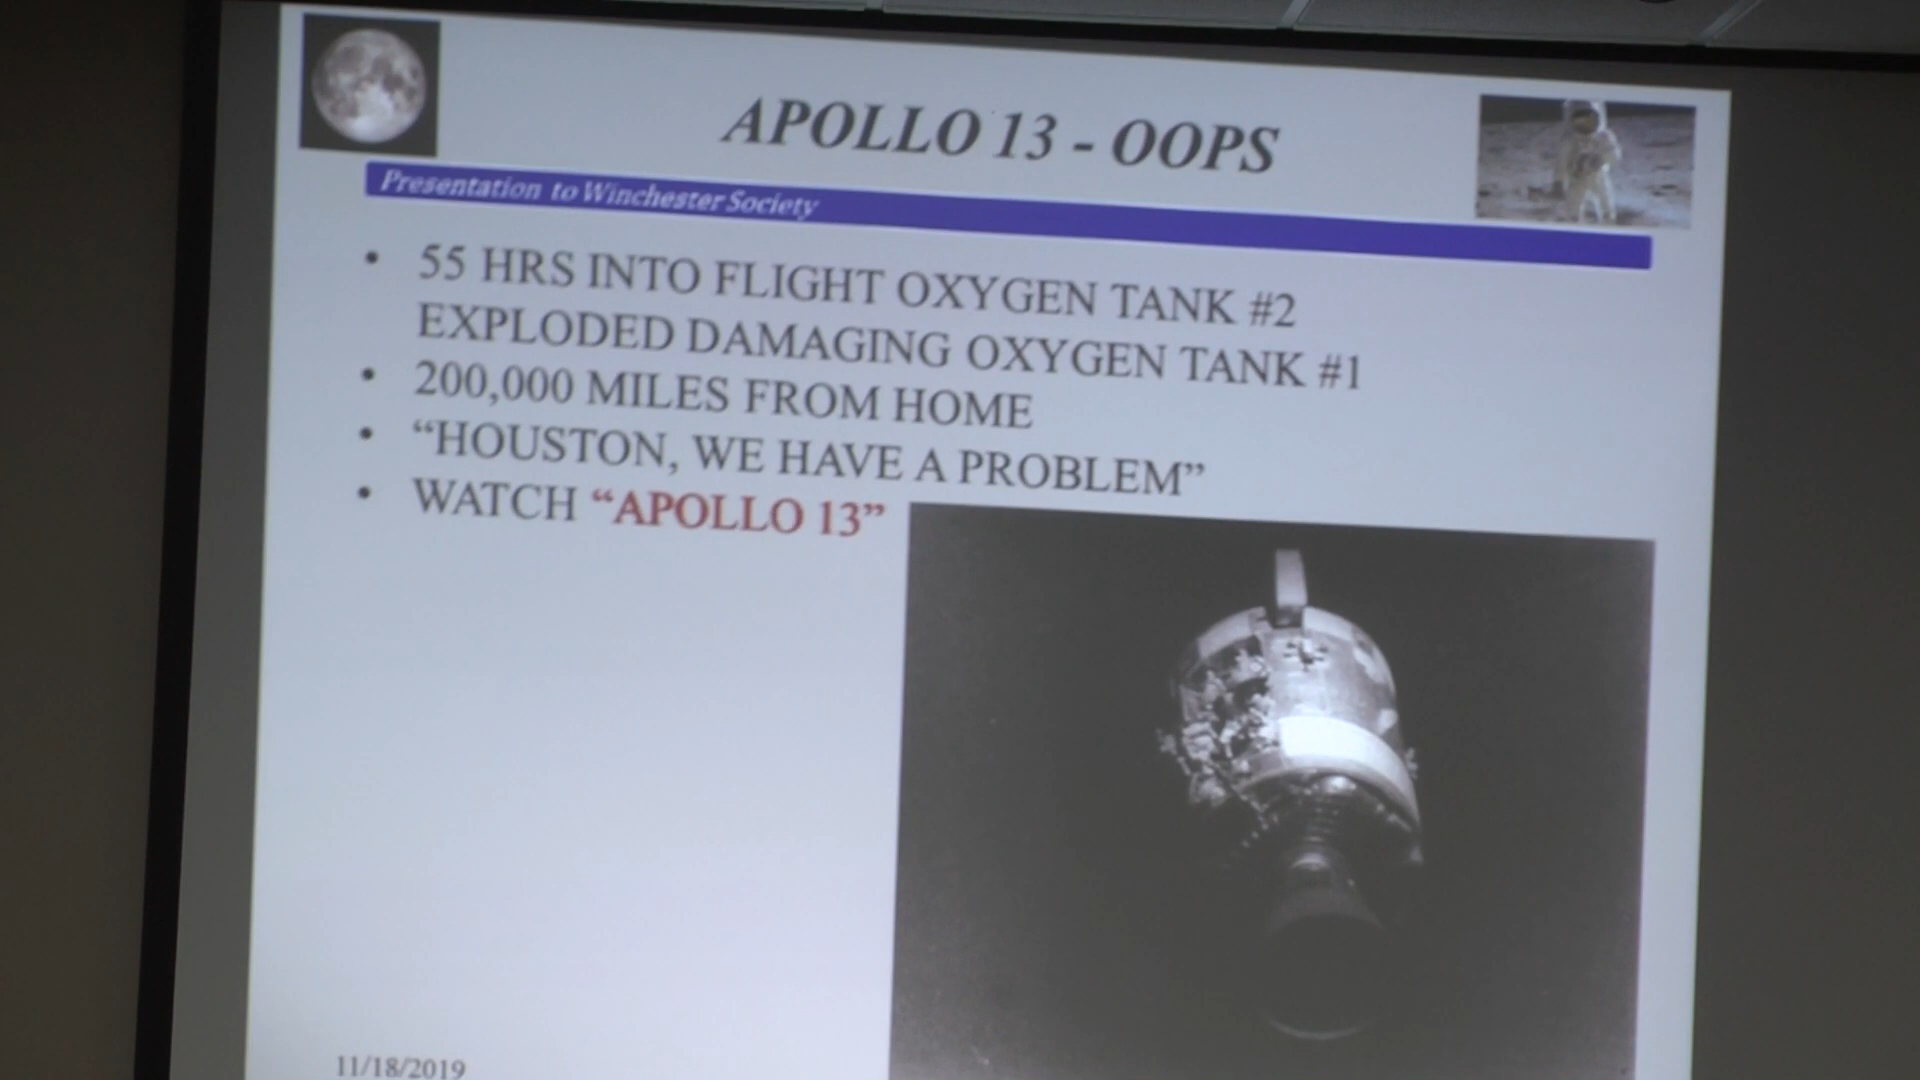 APOLLO 13 - OOPS
Presentation to Winchester Society
• 55 HRS INTO FLIGHT OXYGEN TANK #2
EXPLODED DAMAGING OXYGEN TANK #1
• 200,000 MILES FROM HOME
• “HOUSTON, WE HAVE A PROBLEM”
• WATCH “APOLLO 13”
11/18/2019